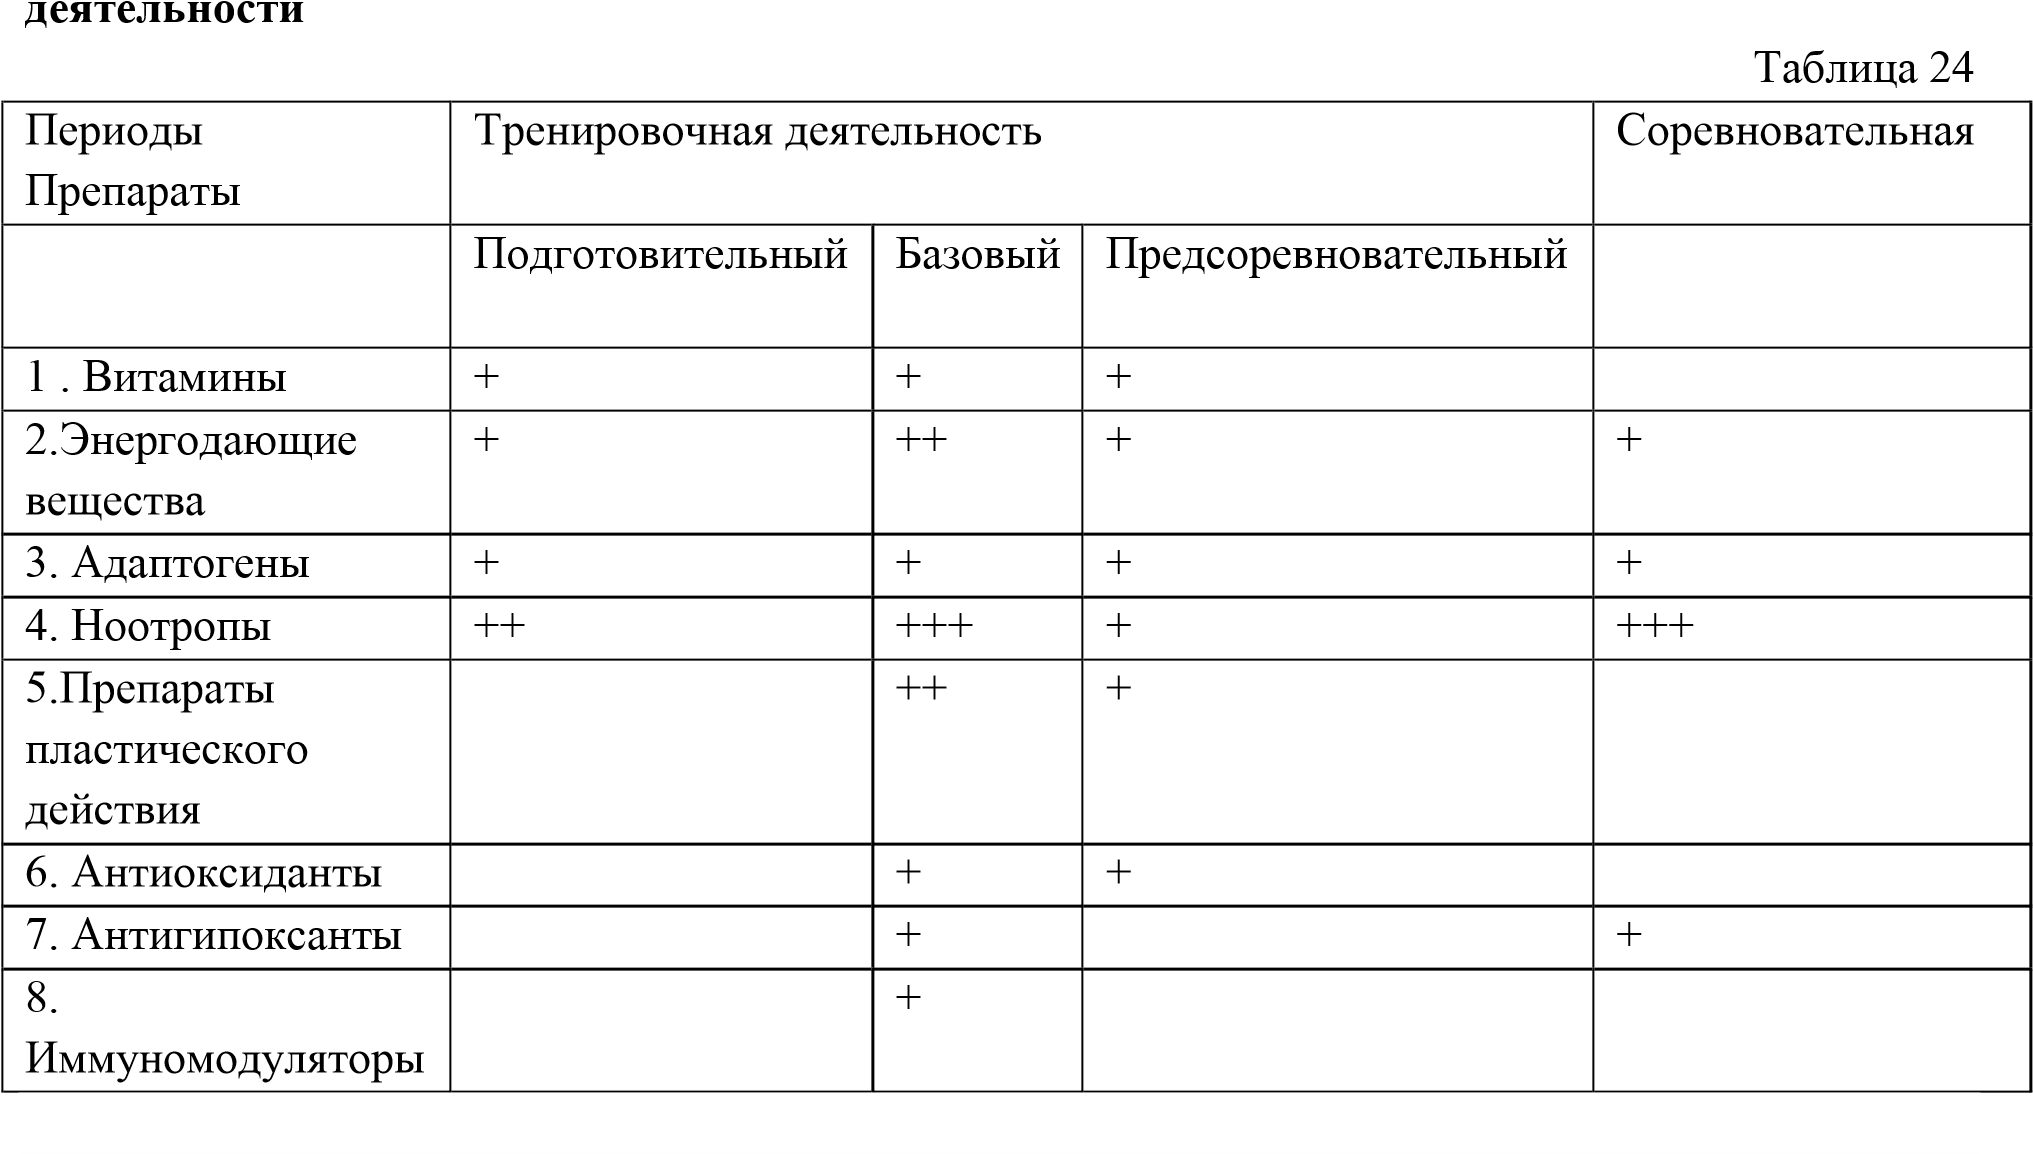 деятельности
Таблица 24
Периоды Тренировочная деятельность Соревновательная
Препараты
Подготовительный Базовый Предсоревновательный
1 . Витамины + + +
2.Энергодающие + ++ + +
вещества
3. Адаптогены + + + +
4. Ноотропы ++ +++ + +++
5.Препараты ++ +
пластического
действия
6. Антиоксиданты + +
7. Антигипоксанты + +
8. +
Иммуномодуляторы